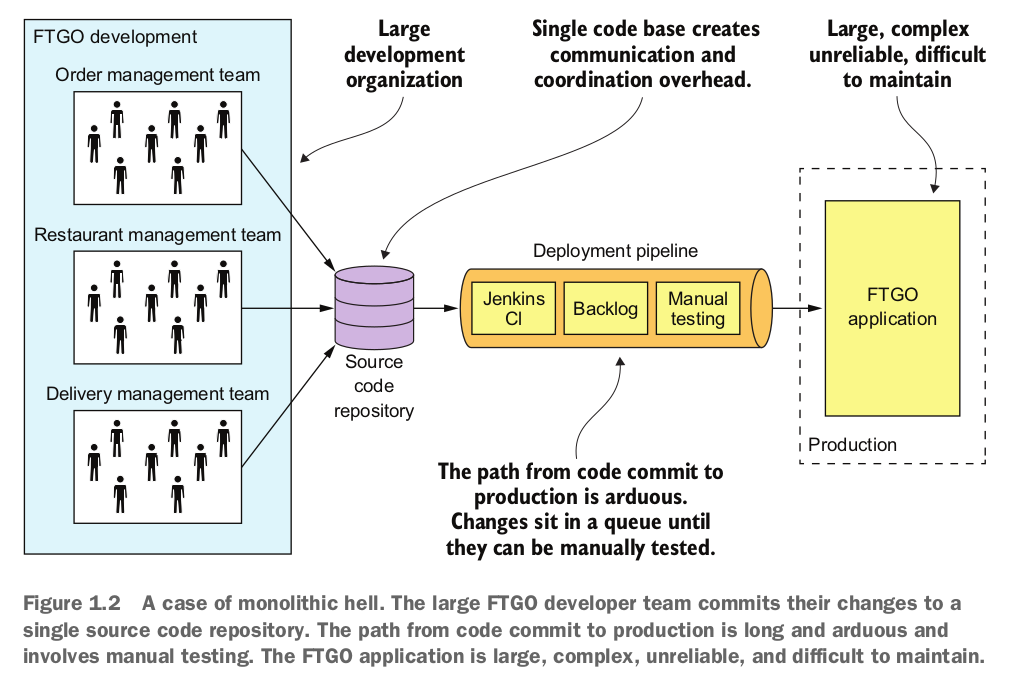 FTGO development
Order management team
Restaurant management team
Delivery management team
Large
development
organization
Single code base creates
communication and
coordination overhead.
Large, complex
unreliable, difficult
to maintain
Source
code
repository
Deployment pipeline
Jenkins
CI
Backlog
Manual
testing
The path from code commit to
production is arduous.
Changes sit in a queue until
they can be manually tested.
FTGO
application
Production
Figure 1.2 A case of monolithic hell. The large FTGO developer team commits their changes to a
single source code repository. The path from code commit to production is long and arduous and
involves manual testing. The FTGO application is large, complex, unreliable, and difficult to maintain.